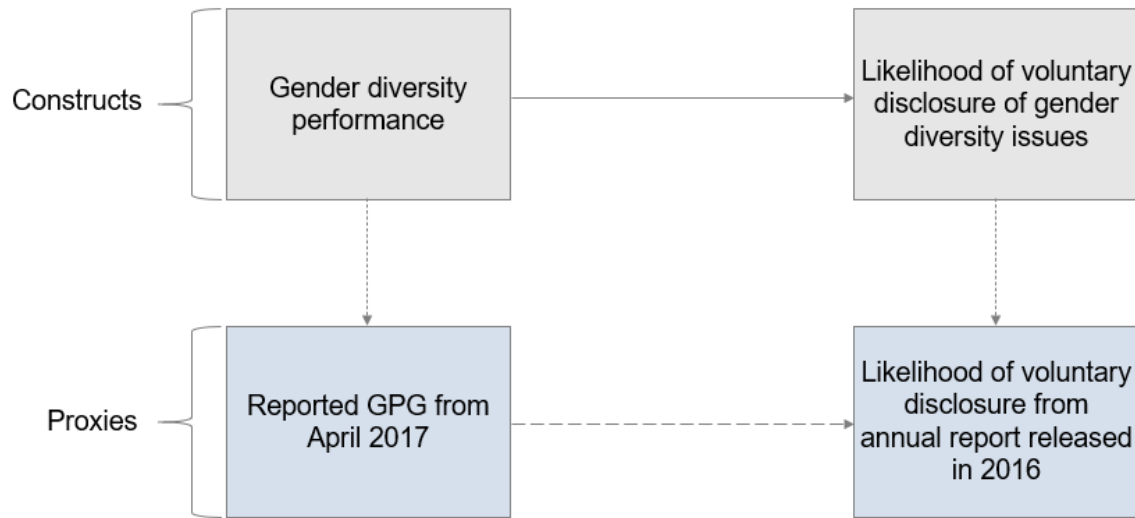 Constructs
Gender diversity
performance
Likelihood of voluntary
disclosure of gender
diversity issues
Proxies
Reported GPG from
April 2017
Likelihood of voluntary
disclosure from
annual report released
in 2016